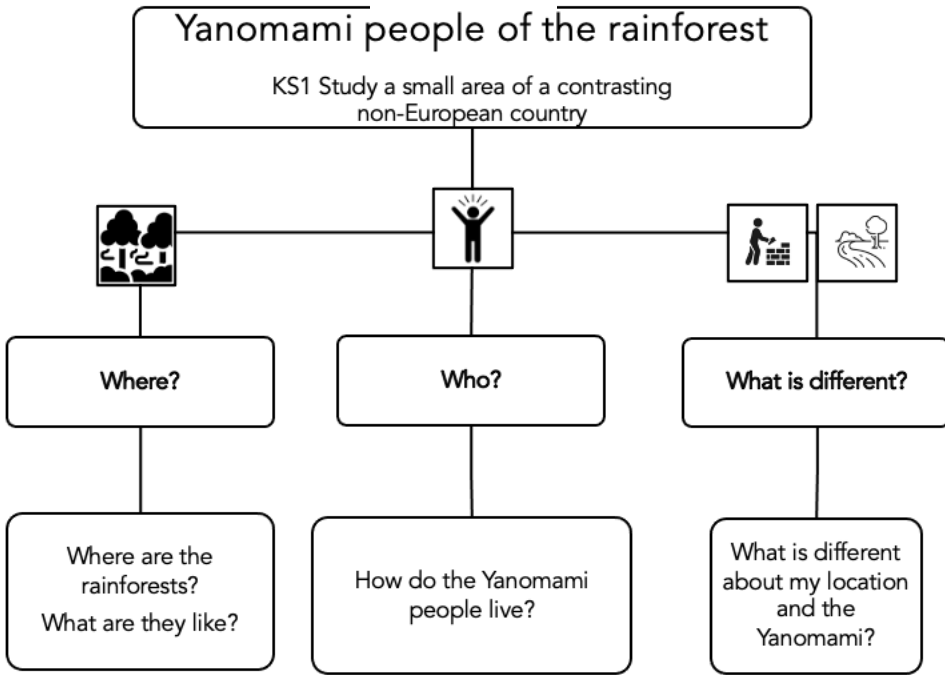 Yanomami people of the rainforest
KS1 Study a small area of a contrasting
non-European country
Where?
Who?
What is different?
Where are the
rainforests?
What are they like?
How do the Yanomami
people live?
What is different
about my location
and the
Yanomami?